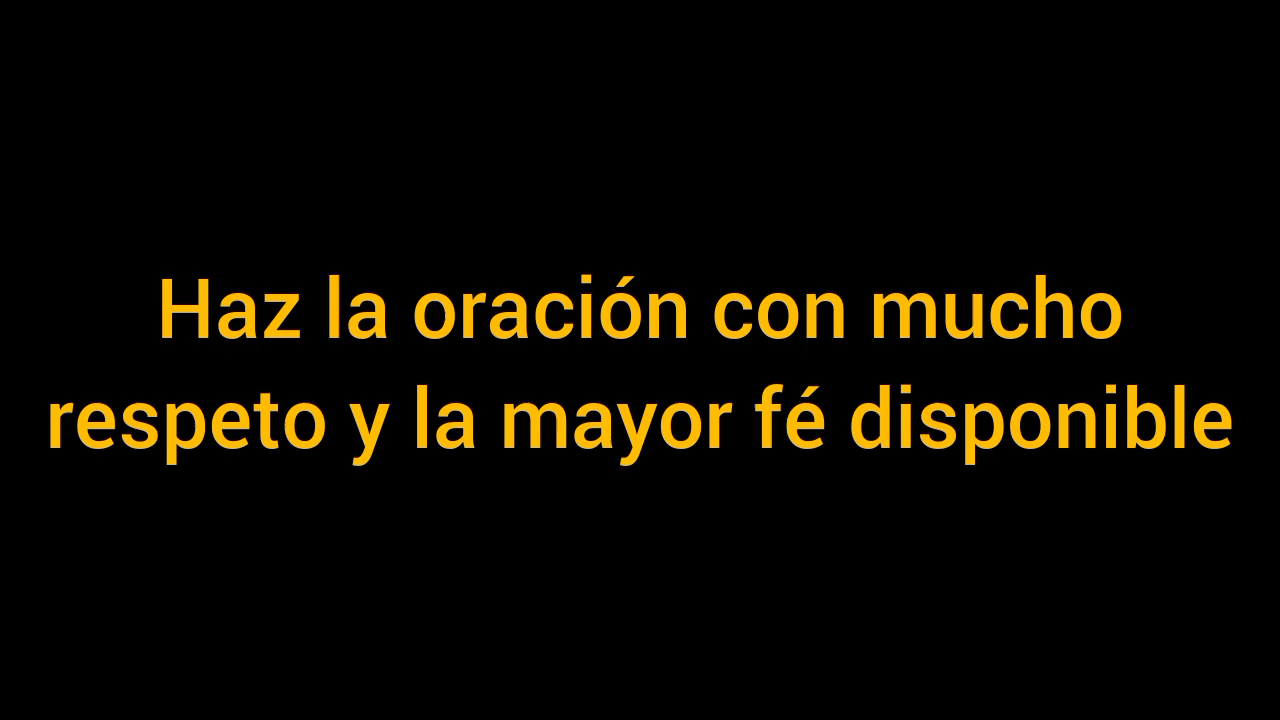 Haz la oración con mucho
respeto y la mayor fé disponible